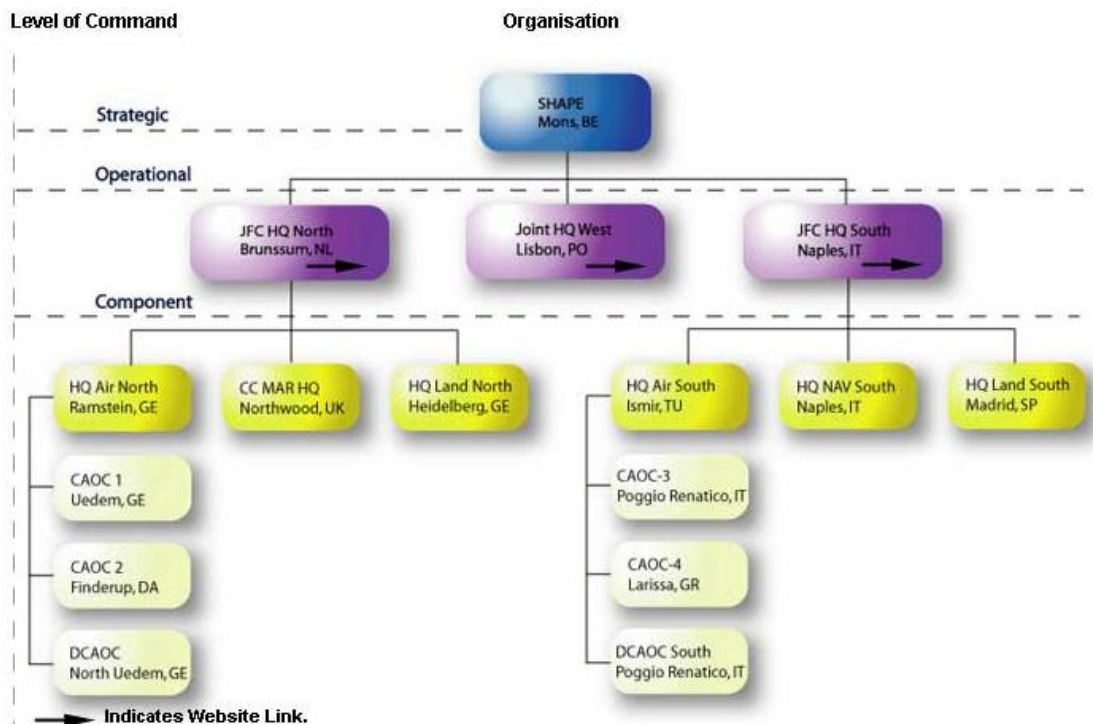 Level of Command
Organisation
SHAPE
Mons, BE
Strategic
Operational
JFC HQ North
Brunssum, NL
Joint HQ West
Lisbon, PO
JFC HQ South
Naples, IT
Component
HQ Air North
Ramstein, GE
CC MAR HQ
Northwood, UK
HQ Land North
Heidelberg, GE
HQ Air South
Ismir, TU
HQ NAV South
Naples, IT
HQ Land South
Madrid, SP
CAOC 1
Uedem, GE
CAOC-3
Poggio Renatico, IT
CAOC 2
Finderup, DA
CAOC-4
Larissa, GR
DCAOC
North Uedem, GE
DCAOC South
Poggio Renatico, IT
Indicates Website Link.